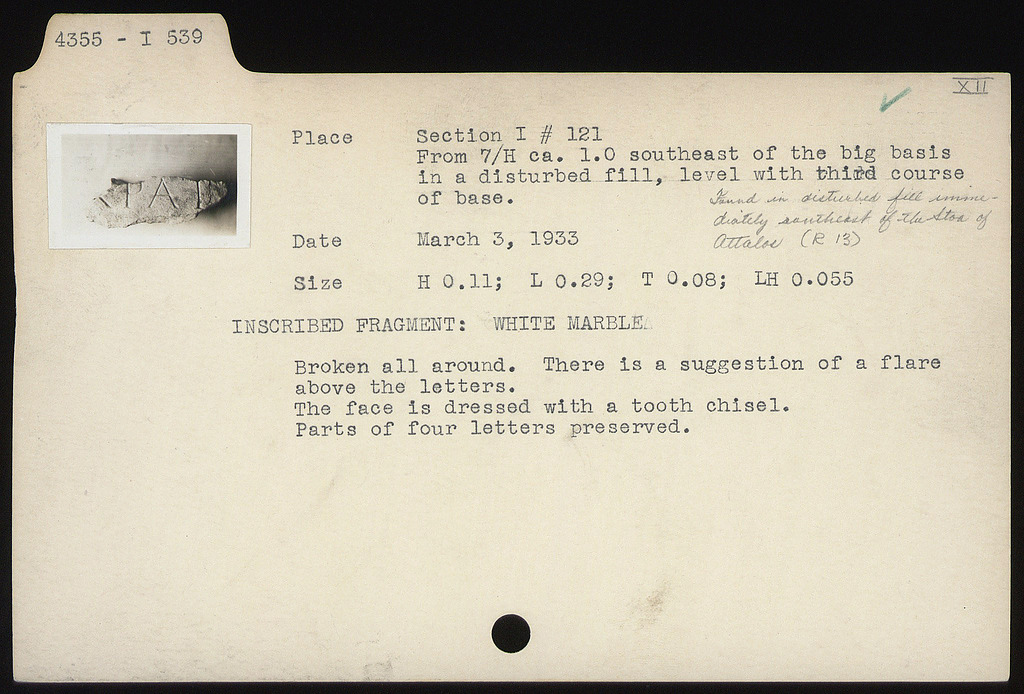 4355 - I 539
XII
Place Section I # 121
From 7/H ca. 1.0 southeast of the big basis
in a disturbed fill, level with third course
of base.
Found in disturbed fill imme-
diately southeast of the Stoa of
Attalos (R 13)
Date March 3, 1933
Size H 0.11; L 0.29; T 0.08; LH 0.055
INSCRIBED FRAGMENT: WHITE MARBLE
Broken all around. There is a suggestion of a flare
above the letters.
The face is dressed with a tooth chisel.
Parts of four letters preserved.